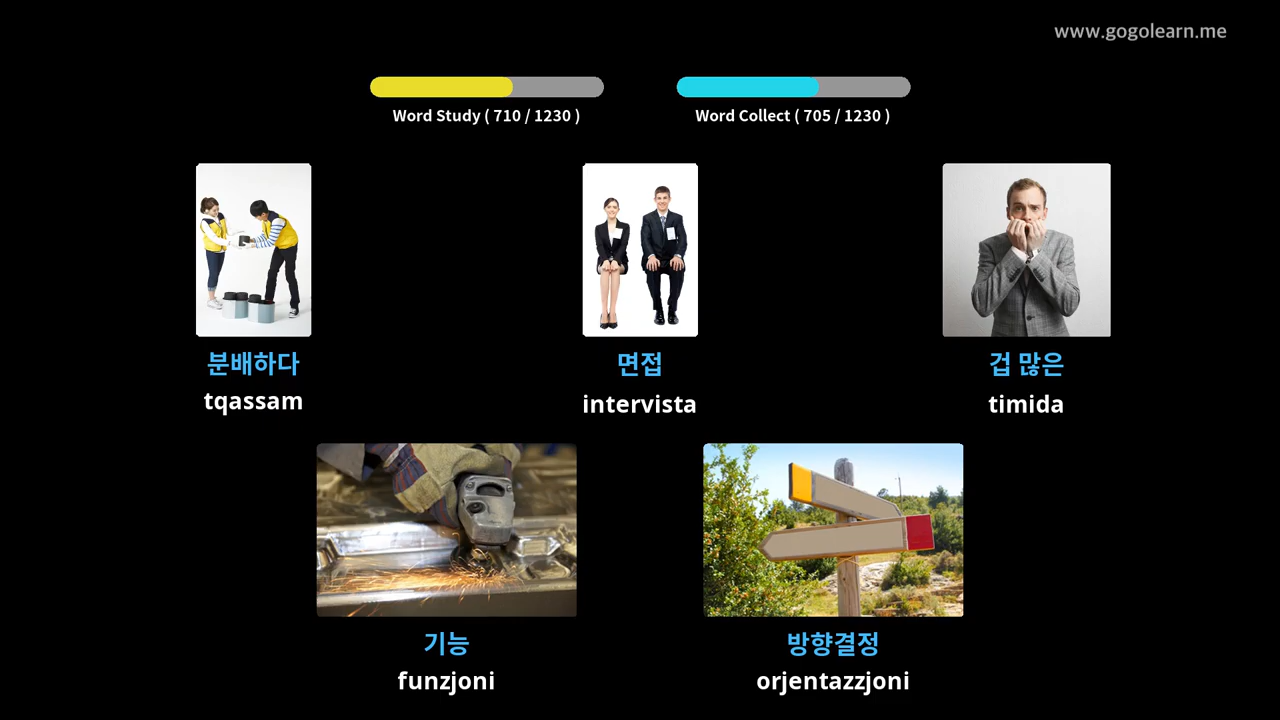 www.gogolearn.me
Word Study ( 710 / 1230 )
Word Collect ( 705 / 1230 )
분배하다
tqassam
면접
intervista
겁 많은
timida
기능
funzjoni
방향결정
orjentazzjoni